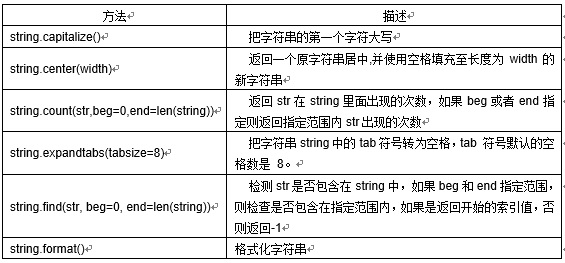 方法 描述
string.capitalize() 把字符串的第一个字符大写
string.center(width) 返回一个原字符串居中,并使用空格填充至长度为 width 的
新字符串
string.count(str,beg=0,end=len(string)) 返回 str 在 string 里面出现的次数，如果 beg 或者 end 指
定则返回指定范围内 str 出现的次数
string.expandtabs(tabsize=8) 把字符串 string 中的 tab 符号转为空格，tab 符号默认的空
格数是 8。
string.find(str, beg=0, end=len(string)) 检测 str 是否包含在 string 中，如果 beg 和 end 指定范围，
则检查是否包含在指定范围内，如果是返回开始的索引值，否
则返回-1
string.format() 格式化字符串